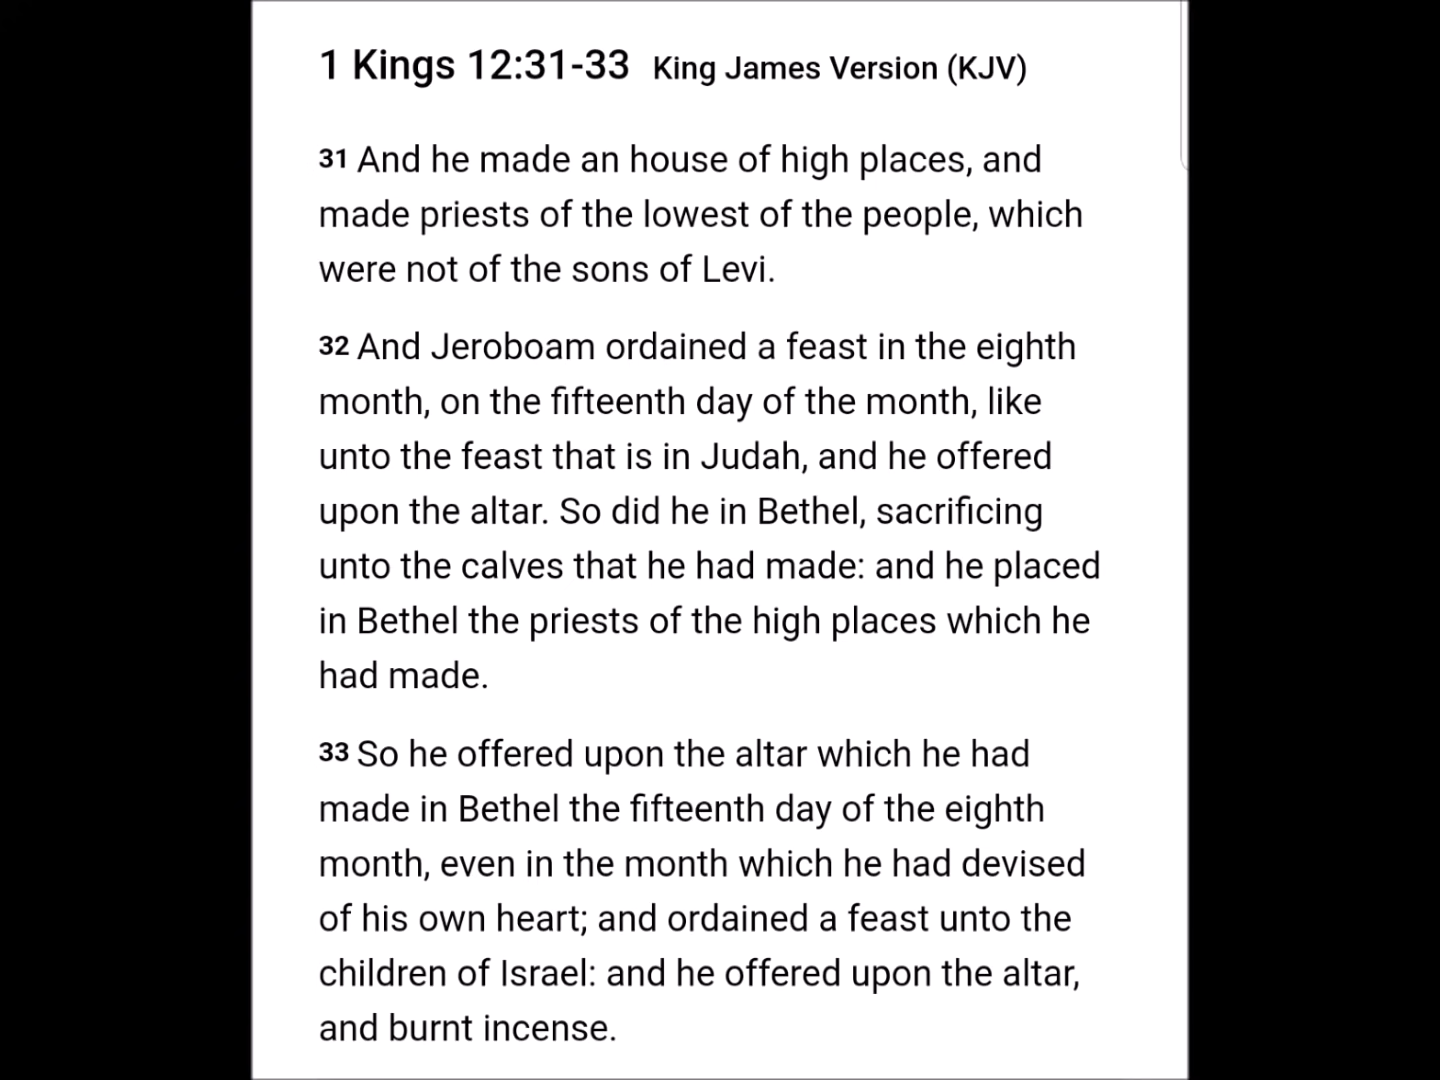 1 Kings 12:31-33 King James Version (KJV)
31 And he made an house of high places, and
made priests of the lowest of the people, which
were not of the sons of Levi.
32 And Jeroboam ordained a feast in the eighth
month, on the fifteenth day of the month, like
unto the feast that is in Judah, and he offered
upon the altar. So did he in Bethel, sacrificing
unto the calves that he had made: and he placed
in Bethel the priests of the high places which he
had made.
33 So he offered upon the altar which he had
made in Bethel the fifteenth day of the eighth
month, even in the month which he had devised
of his own heart; and ordained a feast unto the
children of Israel: and he offered upon the altar,
and burnt incense.